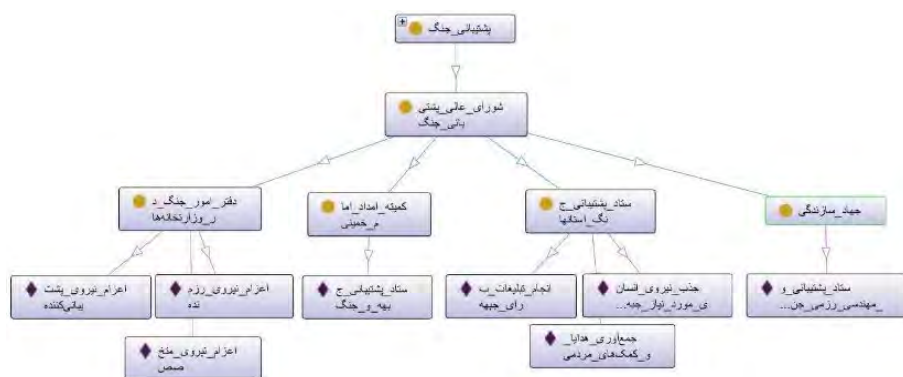 پشتیبانی_جنگ
شورای_عالی_پشتی
بانی_جنگ
دفتر_امور_جنگ_د
ر_وزارتخانه‌ها
کمیته_امداد_اما
م_خمینی
ستاد_پشتیبانی_ج
نگ_استانها
جهاد_سازندگی
اعزام_نیروی_پشت
یبانی‌کننده
اعزام_نیروی_رزم
نده
ستاد_پشتیبانی_ج
بهه_و_جنگ
انجام_تبلیغات_ب
رای_جبهه
جذب_نیروی_انسان
ی_مورد_نیاز_جبه...
ستاد_پشتیبانی_و
_مهندسی_رزمی_جن...
اعزام_نیروی_متخ
صص
جمع‌آوری_هدایا_
و_کمک‌های_مردمی